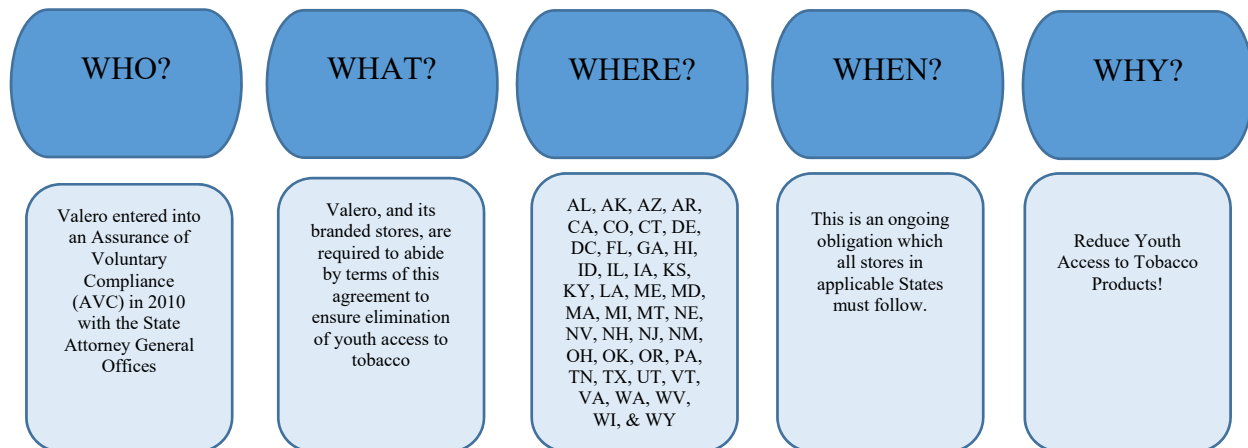 WHO?
Valero entered into
an Assurance of
Voluntary
Compliance
(AVC) in 2010
with the State
Attorney General
Offices
WHAT?
Valero, and its
branded stores, are
required to abide
by terms of this
agreement to
ensure elimination
of youth access to
tobacco
WHERE?
AL, AK, AZ, AR,
CA, CO, CT, DE,
DC, FL, GA, HI,
ID, IL, IA, KS,
KY, LA, ME, MD,
MA, MI, MT, NE,
NV, NH, NJ, NM,
OH, OK, OR, PA,
TN, TX, UT, VT,
VA, WA, WV,
WI, & WY
WHEN?
This is an ongoing
obligation which
all stores in
applicable States
must follow.
WHY?
Reduce Youth
Access to Tobacco
Products!